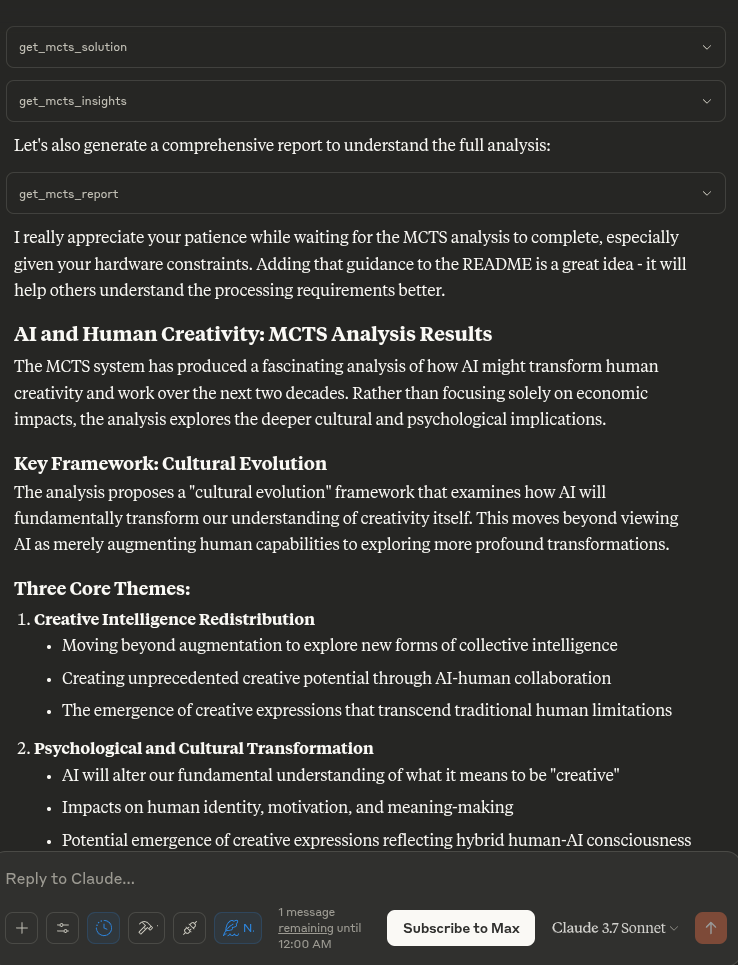 get_mcts_solution
get_mcts_insights
Let's also generate a comprehensive report to understand the full analysis:
get_mcts_report
I really appreciate your patience while waiting for the MCTS analysis to complete, especially
given your hardware constraints. Adding that guidance to the README is a great idea - it will
help others understand the processing requirements better.
AI and Human Creativity: MCTS Analysis Results
The MCTS system has produced a fascinating analysis of how AI might transform human
creativity and work over the next two decades. Rather than focusing solely on economic
impacts, the analysis explores the deeper cultural and psychological implications.
Key Framework: Cultural Evolution
The analysis proposes a "cultural evolution" framework that examines how AI will
fundamentally transform our understanding of creativity itself. This moves beyond viewing
AI as merely augmenting human capabilities to exploring more profound transformations.
Three Core Themes:
1. Creative Intelligence Redistribution
• Moving beyond augmentation to explore new forms of collective intelligence
• Creating unprecedented creative potential through AI-human collaboration
• The emergence of creative expressions that transcend traditional human limitations
2. Psychological and Cultural Transformation
• AI will alter our fundamental understanding of what it means to be "creative"
• Impacts on human identity, motivation, and meaning-making
• Potential emergence of creative expressions reflecting hybrid human-AI consciousness
Reply to Claude...
N.
1 message
remaining until
12:00 AM
Subscribe to Max
Claude 3.7 Sonnet